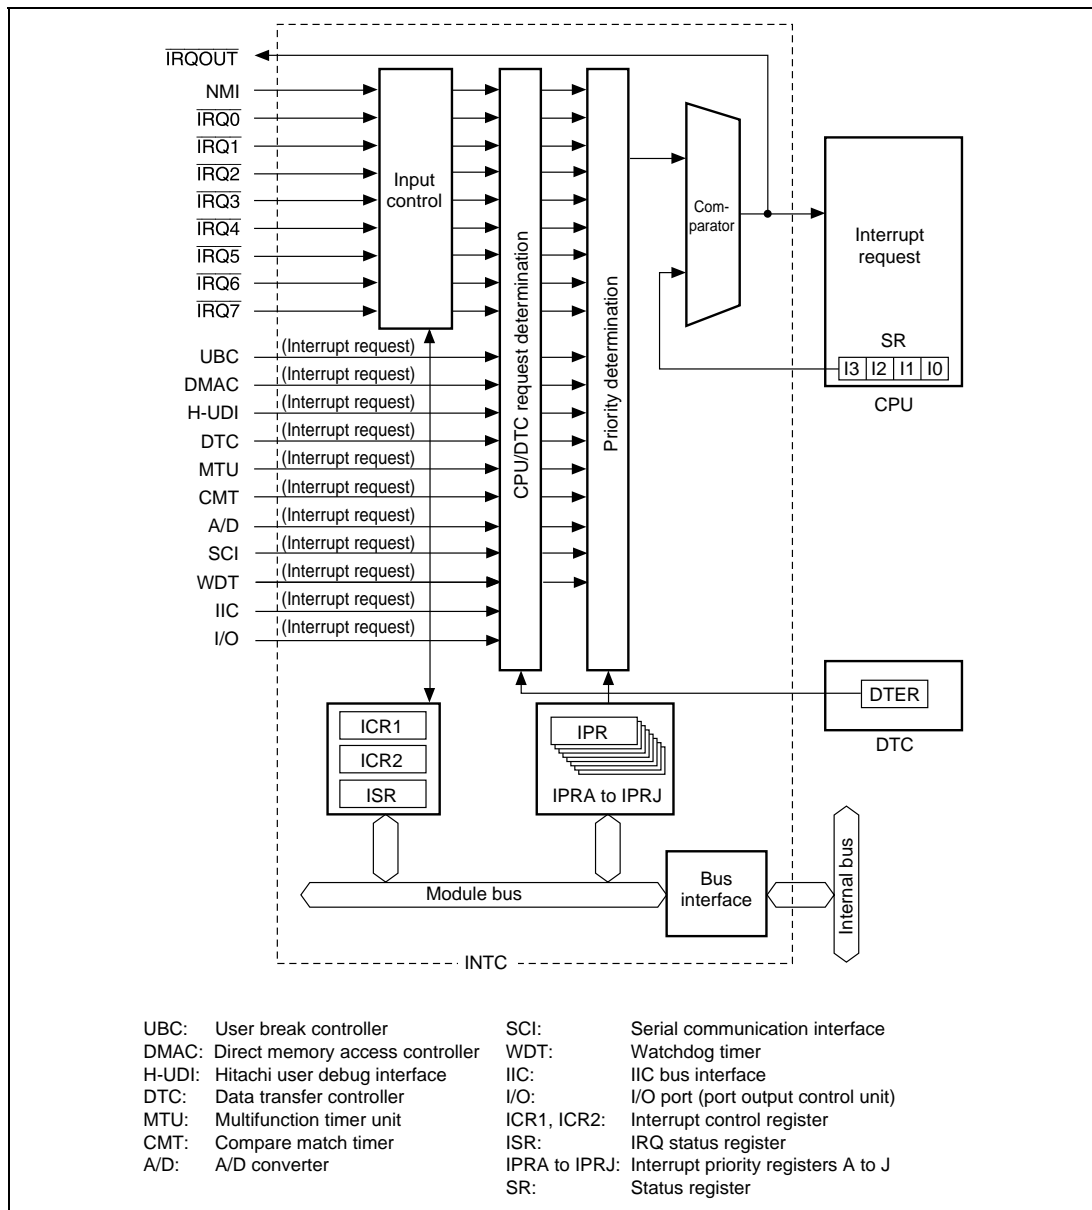 IRQOUT
NMI
IRQ0
IRQ1
IRQ2
IRQ3
IRQ4
IRQ5
IRQ6
IRQ7
UBC
DMAC
H-UDI
DTC
MTU
CMT
A/D
SCI
WDT
IIC
I/O
(Interrupt request)
(Interrupt request)
(Interrupt request)
(Interrupt request)
(Interrupt request)
(Interrupt request)
(Interrupt request)
(Interrupt request)
(Interrupt request)
(Interrupt request)
(Interrupt request)
Input
control
CPU/DTC request determination
Priority determination
Com-
parator
Interrupt
request
SR
I3 I2 I1 I0
CPU
DTER
DTC
ICR1
ICR2
ISR
IPR
IPRA to IPRJ
Module bus
Bus
interface
Internal bus
INTC
UBC: User break controller
DMAC: Direct memory access controller
H-UDI: Hitachi user debug interface
DTC: Data transfer controller
MTU: Multifunction timer unit
CMT: Compare match timer
A/D: A/D converter
SCI: Serial communication interface
WDT: Watchdog timer
IIC: IIC bus interface
I/O: I/O port (port output control unit)
ICR1, ICR2: Interrupt control register
ISR: IRQ status register
IPRA to IPRJ: Interrupt priority registers A to J
SR: Status register